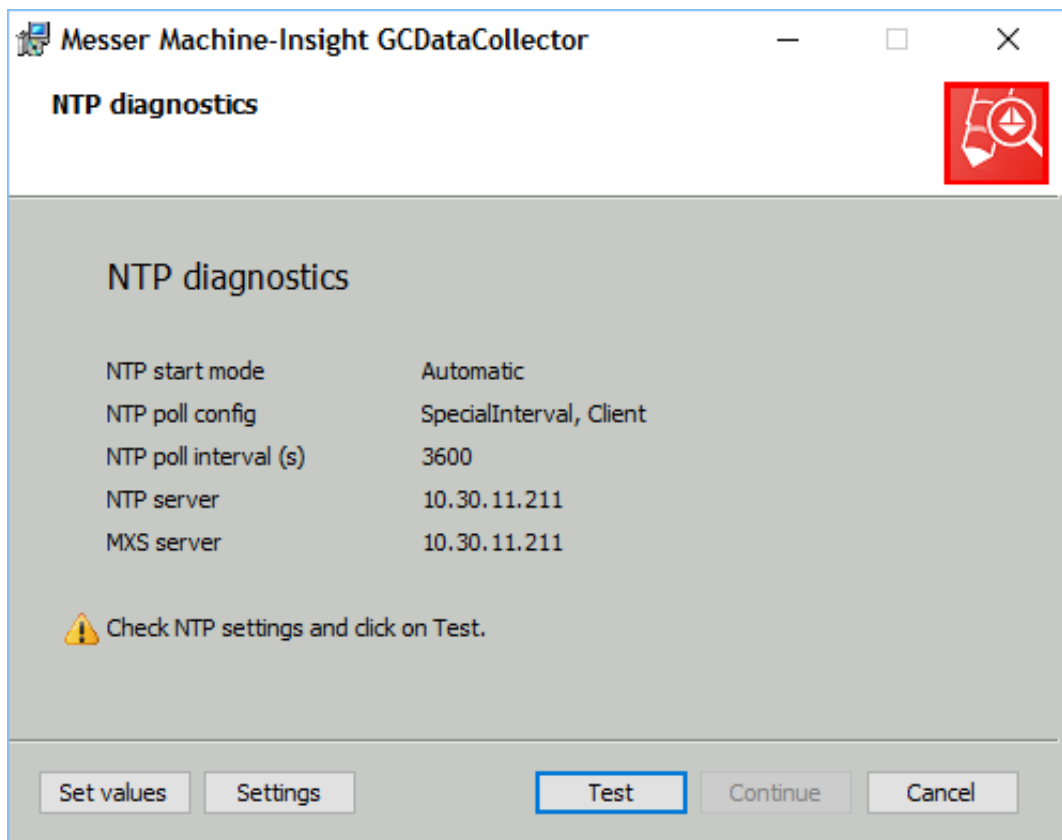 Messer Machine-Insight GCDataCollector
NTP diagnostics
NTP diagnostics
NTP start mode Automatic
NTP poll config SpecialInterval, Client
NTP poll interval (s) 3600
NTP server 10.30.11.211
MXS server 10.30.11.211
Check NTP settings and click on Test.
Set values Settings Test Continue Cancel